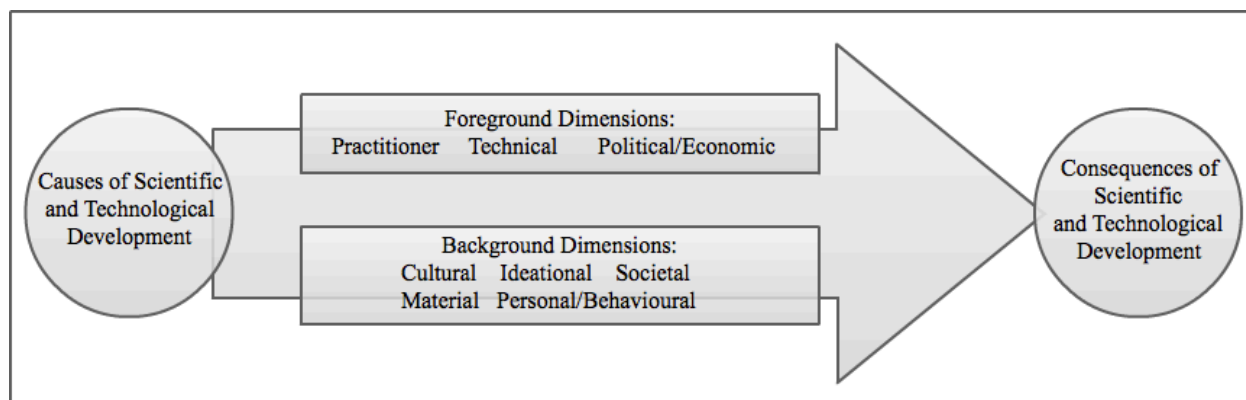 Causes of Scientific
and Technological
Development
Foreground Dimensions:
Practitioner Technical Political/Economic
Background Dimensions:
Cultural Ideational Societal
Material Personal/Behavioural
Consequences of
Scientific
and Technological
Development